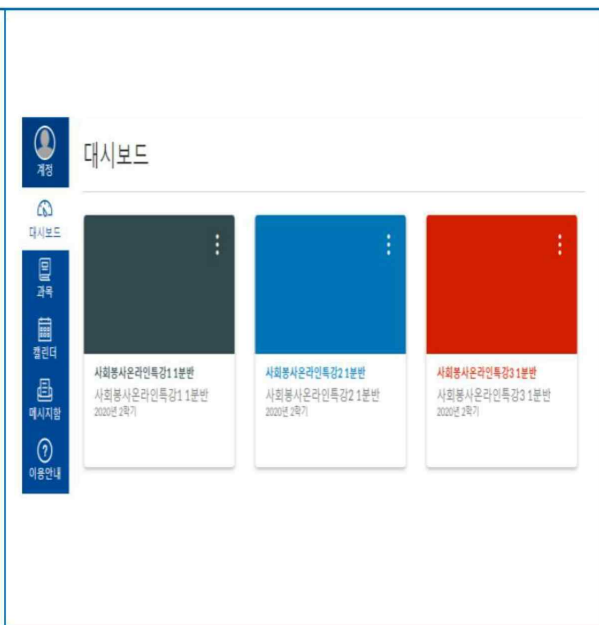 계정
대시보드
과목
캘린더
메시지함
?
이용안내
대시보드
사회봉사온라인특강1 1분반
사회봉사온라인특강1 1분반
2020년 2학기
사회봉사온라인특강2 1분반
사회봉사온라인특강2 1분반
2020년 2학기
사회봉사온라인특강3 1분반
사회봉사온라인특강3 1분반
2020년 2학기